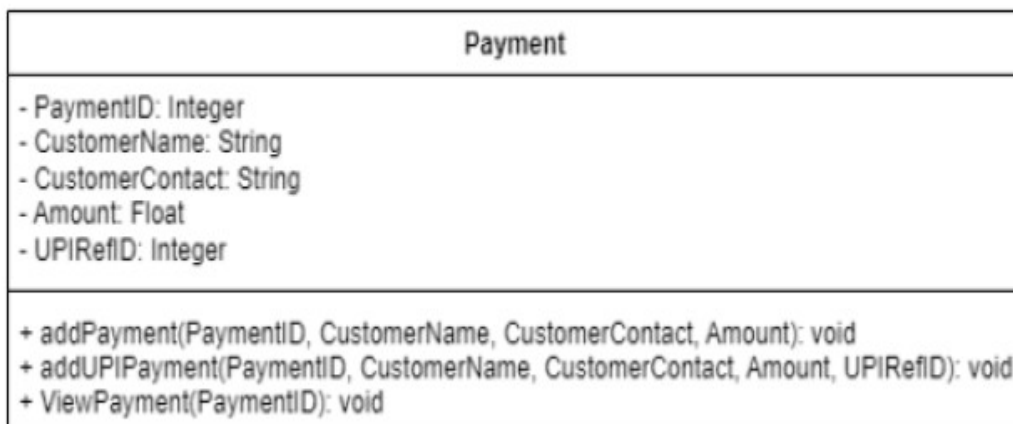 Payment
- PaymentID: Integer
- CustomerName: String
- CustomerContact: String
- Amount: Float
- UPIRefID: Integer
+ addPayment(PaymentID, CustomerName, CustomerContact, Amount): void
+ addUPIPayment(PaymentID, CustomerName, CustomerContact, Amount, UPIRefID): void
+ ViewPayment(PaymentID): void